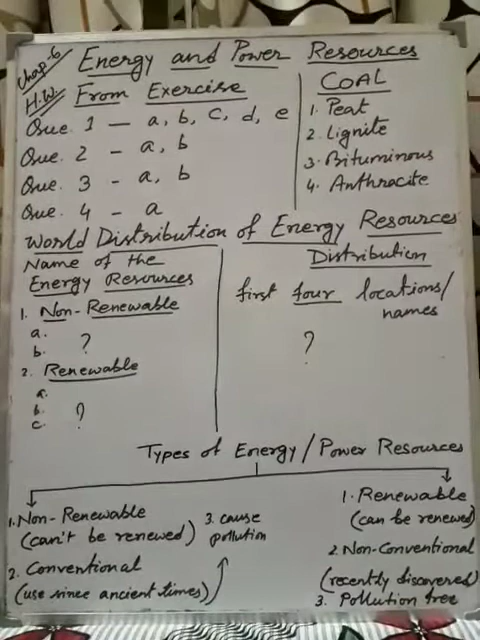 Chap-6
Energy and Power Resources
H.W.
From Exercise
Que. 1 — a, b, c, d, e
Que. 2 - a, b
Que. 3 - a, b
Que. 4 - a
COAL
1. Peat
2. Lignite
3. Bituminous
4. Anthracite
World Distribution of Energy Resources
Name of the
Energy Resources
1. Non-Renewable
a.
b. ?
2. Renewable
a.
b. ?
c.
Distribution
first four locations/
names
?
Types of Energy/Power Resources
1. Non-Renewable
(can't be renewed)
2. Conventional
(use since ancient times)
3. cause
pollution
1. Renewable
(can be renewed)
2. Non-Conventional
(recently discovered)
3. Pollution free